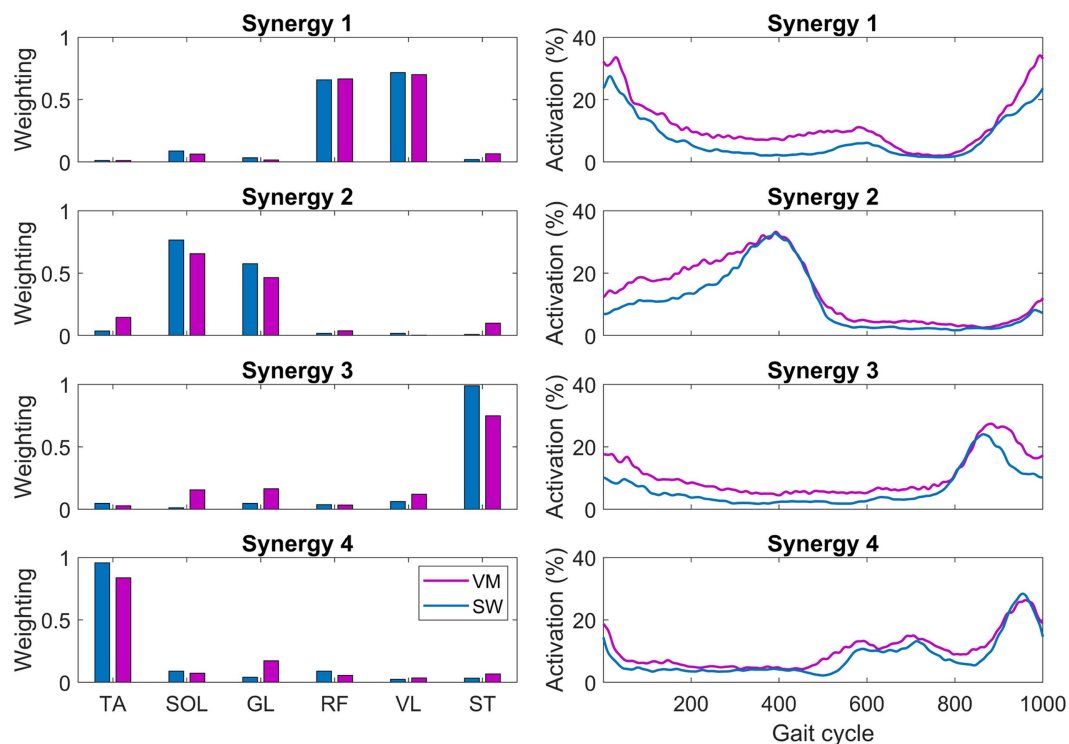 Synergy 1
Weighting
1
0.5
0
Synergy 1
Activation (%)
40
20
0
Synergy 2
Weighting
1
0.5
0
Synergy 2
Activation (%)
40
20
0
Synergy 3
Weighting
1
0.5
0
Synergy 3
Activation (%)
40
20
0
Synergy 4
Weighting
1
0.5
0
VM
SW
TA SOL GL RF VL ST
Synergy 4
Activation (%)
40
20
0
200 400 600 800 1000
Gait cycle